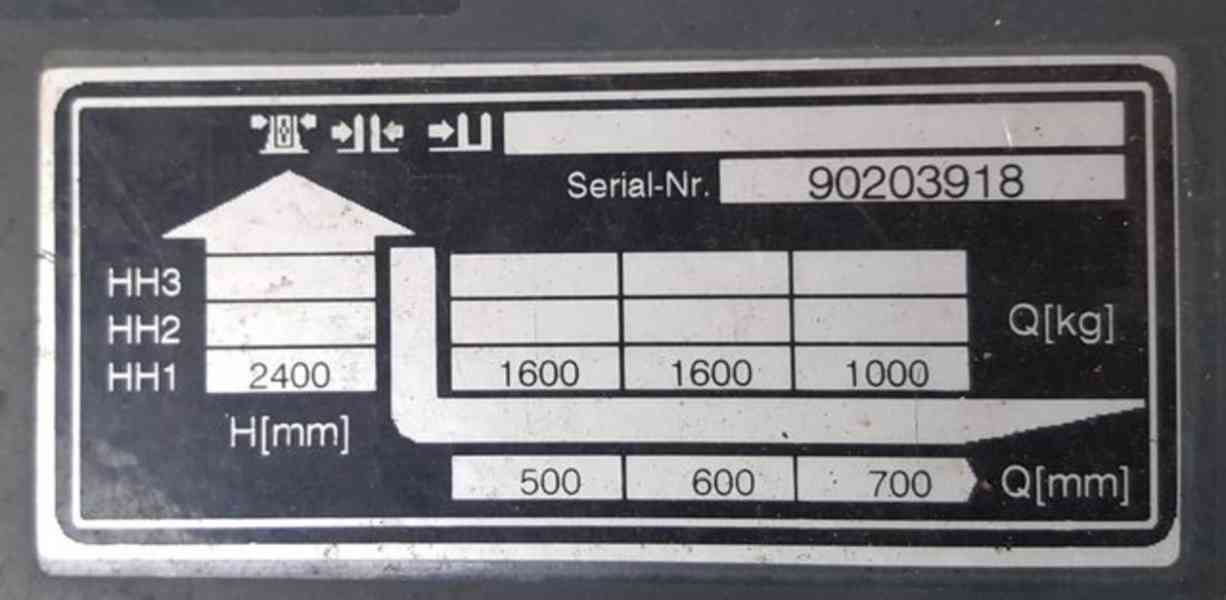 Serial-Nr. 90203918
HH3
HH2 Q[kg]
HH1 2400 1600 1600 1000
H[mm]
500 600 700 Q[mm]